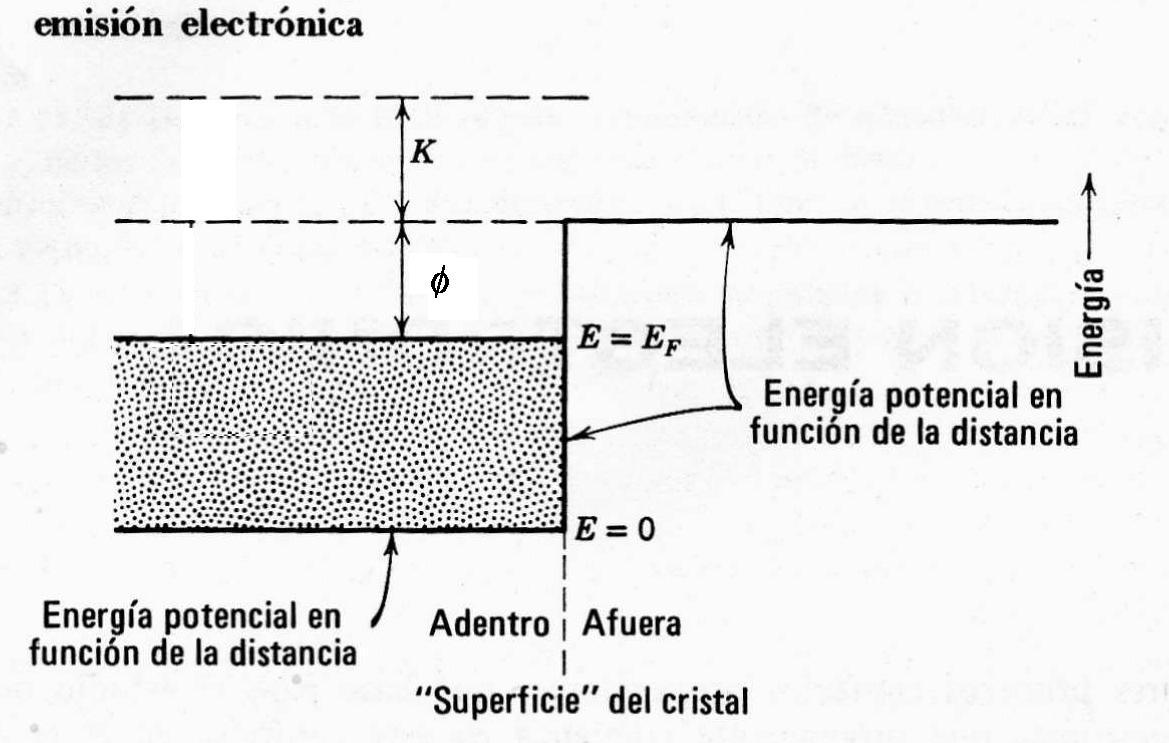 emisión electrónica
K
ϕ
E = E_F
Energía
Energía potencial en
función de la distancia
E = 0
Energía potencial en
función de la distancia
Adentro
Afuera
"Superficie" del cristal